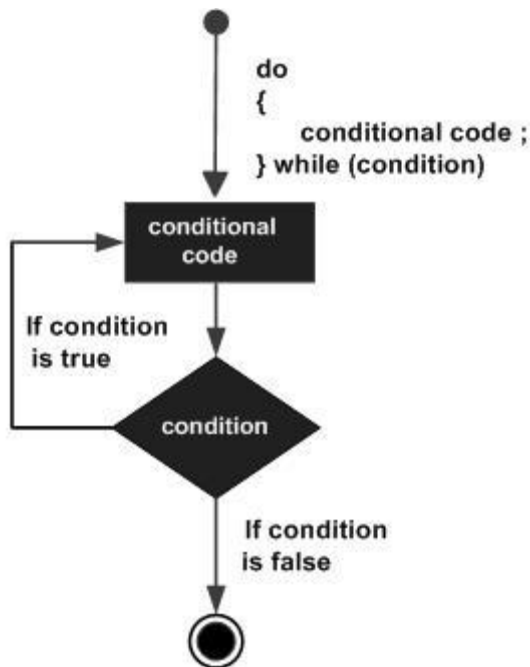 do
{
conditional code ;
} while (condition)
conditional
code
If condition
is true
condition
If condition
is false